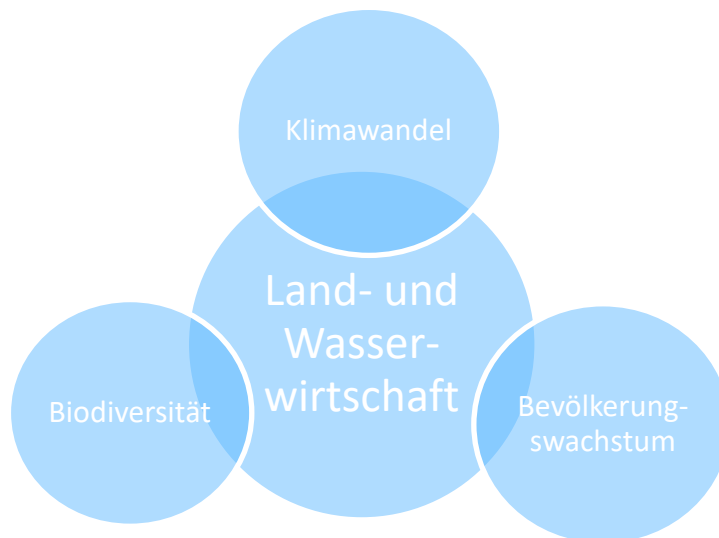 Klimawandel
Land- und
Wasser-
wirtschaft
Biodiversität
Bevölkerung-
swachstum